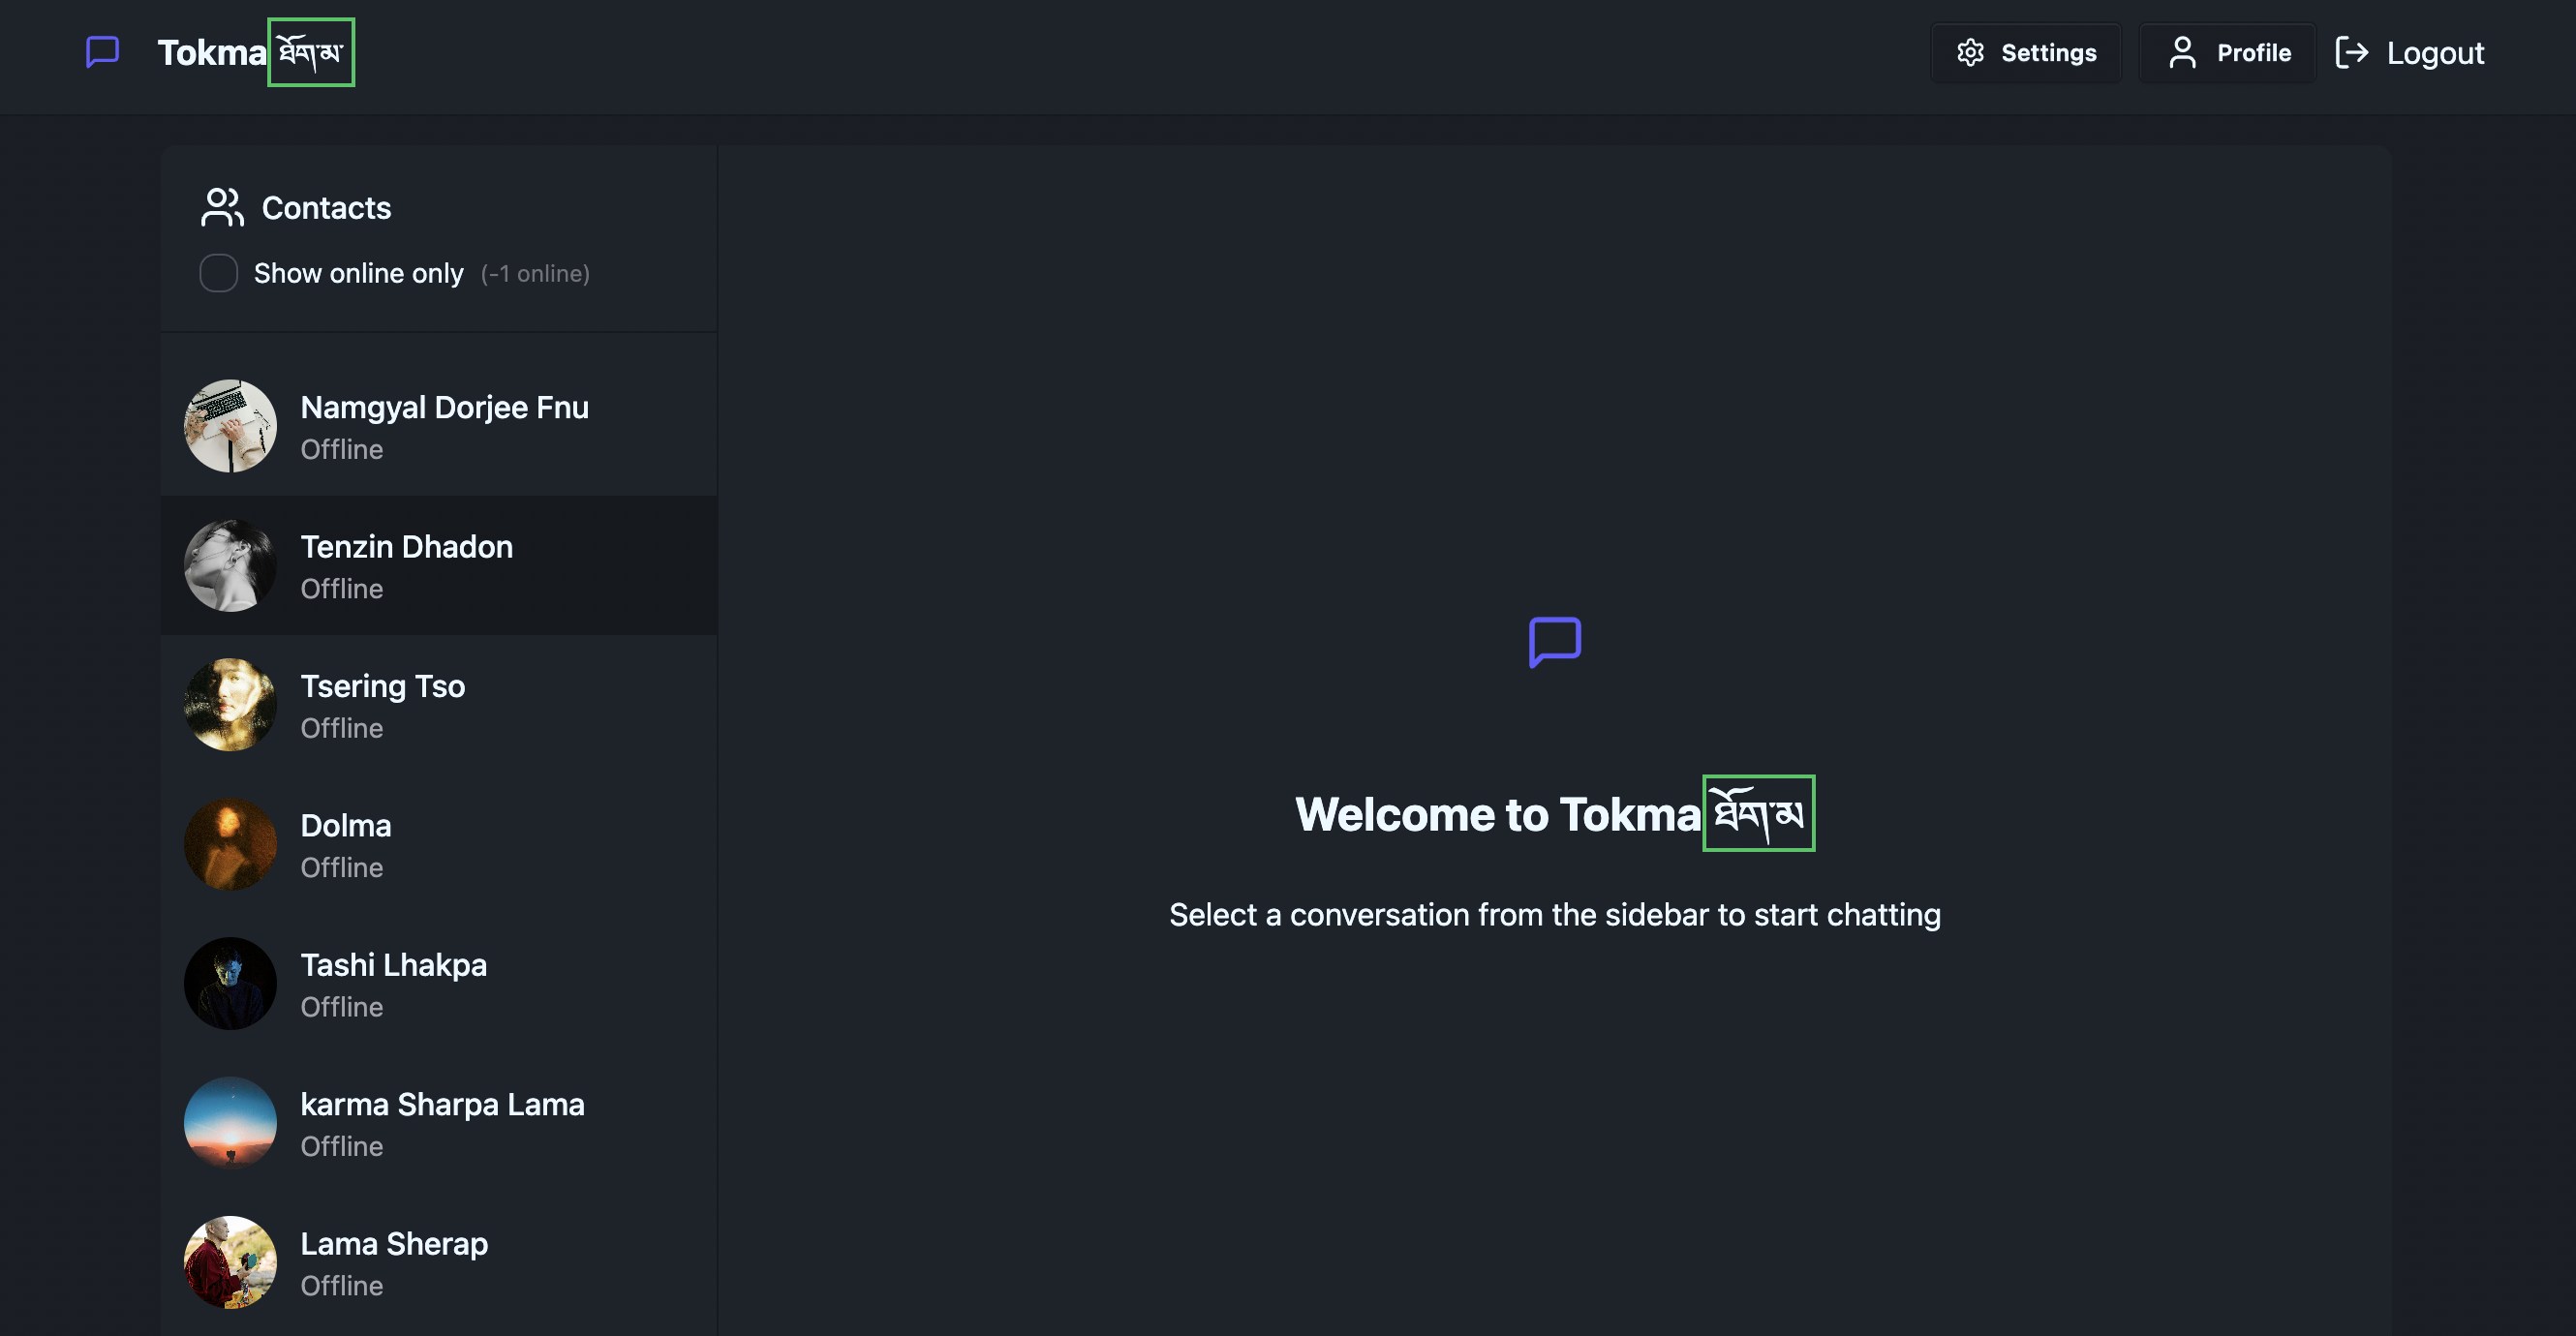 Tokma ཐོག་མ་
Settings
Profile
Logout
Contacts
Show online only (-1 online)
Namgyal Dorjee Fnu
Offline
Tenzin Dhadon
Offline
Tsering Tso
Offline
Dolma
Offline
Tashi Lhakpa
Offline
karma Sharpa Lama
Offline
Lama Sherap
Offline
Welcome to Tokma ཐོག་མ
Select a conversation from the sidebar to start chatting